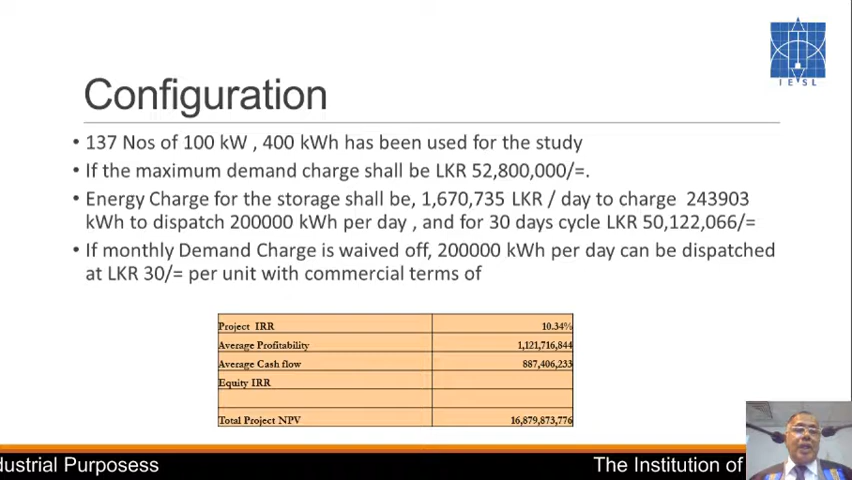 I E S L
Configuration
• 137 Nos of 100 kW , 400 kWh has been used for the study
• If the maximum demand charge shall be LKR 52,800,000/=.
• Energy Charge for the storage shall be, 1,670,735 LKR / day to charge 243903
kWh to dispatch 200000 kWh per day , and for 30 days cycle LKR 50,122,066/=
• If monthly Demand Charge is waived off, 200000 kWh per day can be dispatched
at LKR 30/= per unit with commercial terms of
Project IRR 10.34%
Average Profitability 1,121,716,844
Average Cash flow 887,406,233
Equity IRR
Total Project NPV 16,879,873,776
dustrial Purposess The Institution of